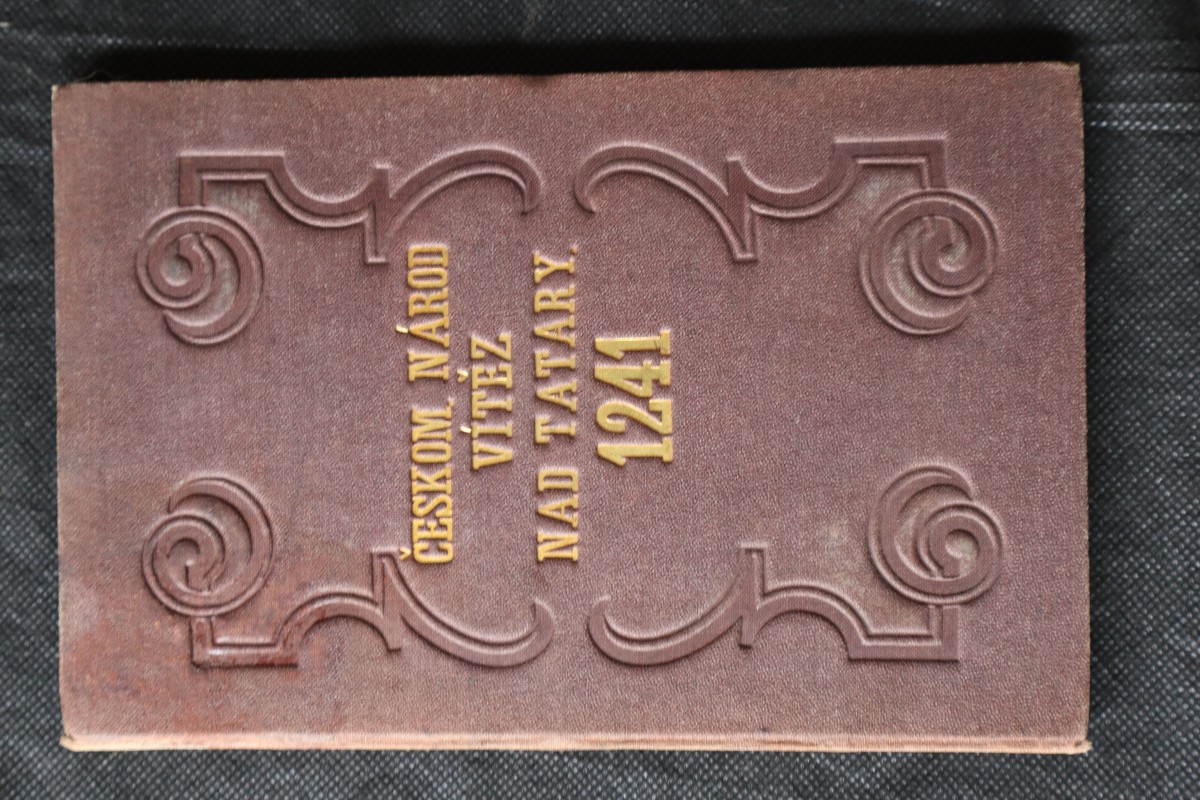 ČESKOM. NÁROD
VÍTĚZ
NAD TATARY.
1241